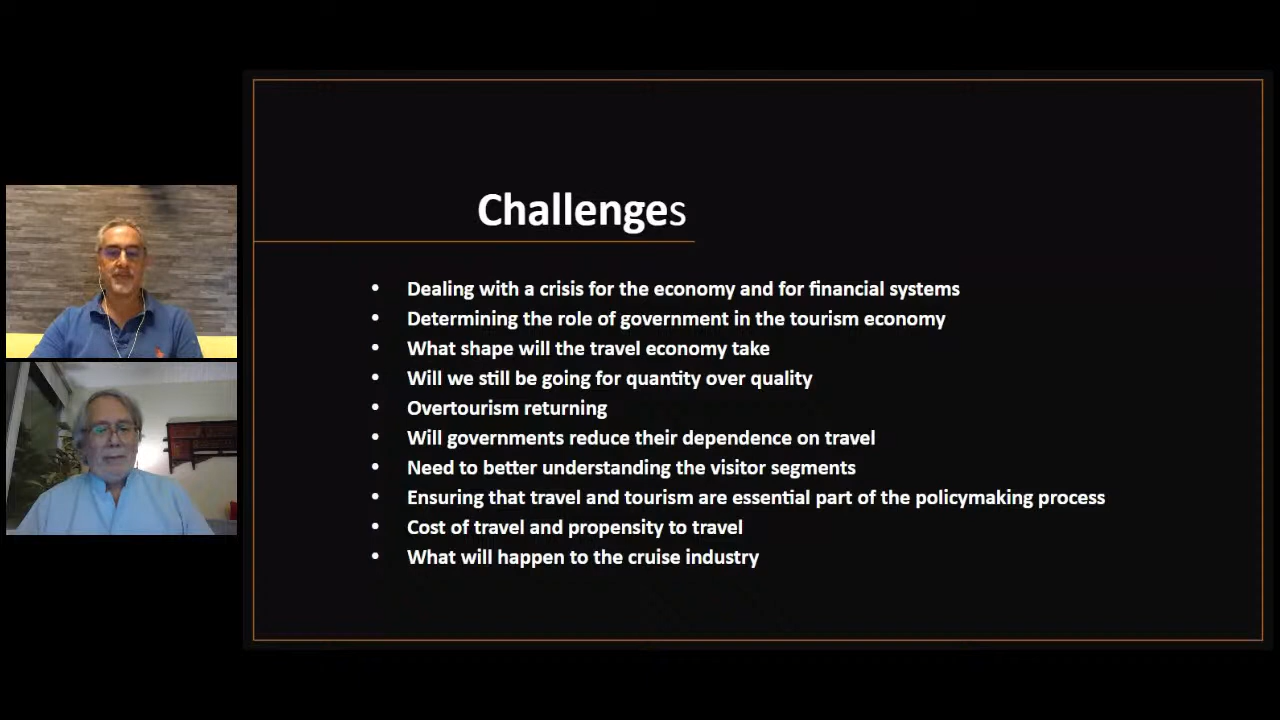 Challenges
• Dealing with a crisis for the economy and for financial systems
• Determining the role of government in the tourism economy
• What shape will the travel economy take
• Will we still be going for quantity over quality
• Overtourism returning
• Will governments reduce their dependence on travel
• Need to better understanding the visitor segments
• Ensuring that travel and tourism are essential part of the policymaking process
• Cost of travel and propensity to travel
• What will happen to the cruise industry